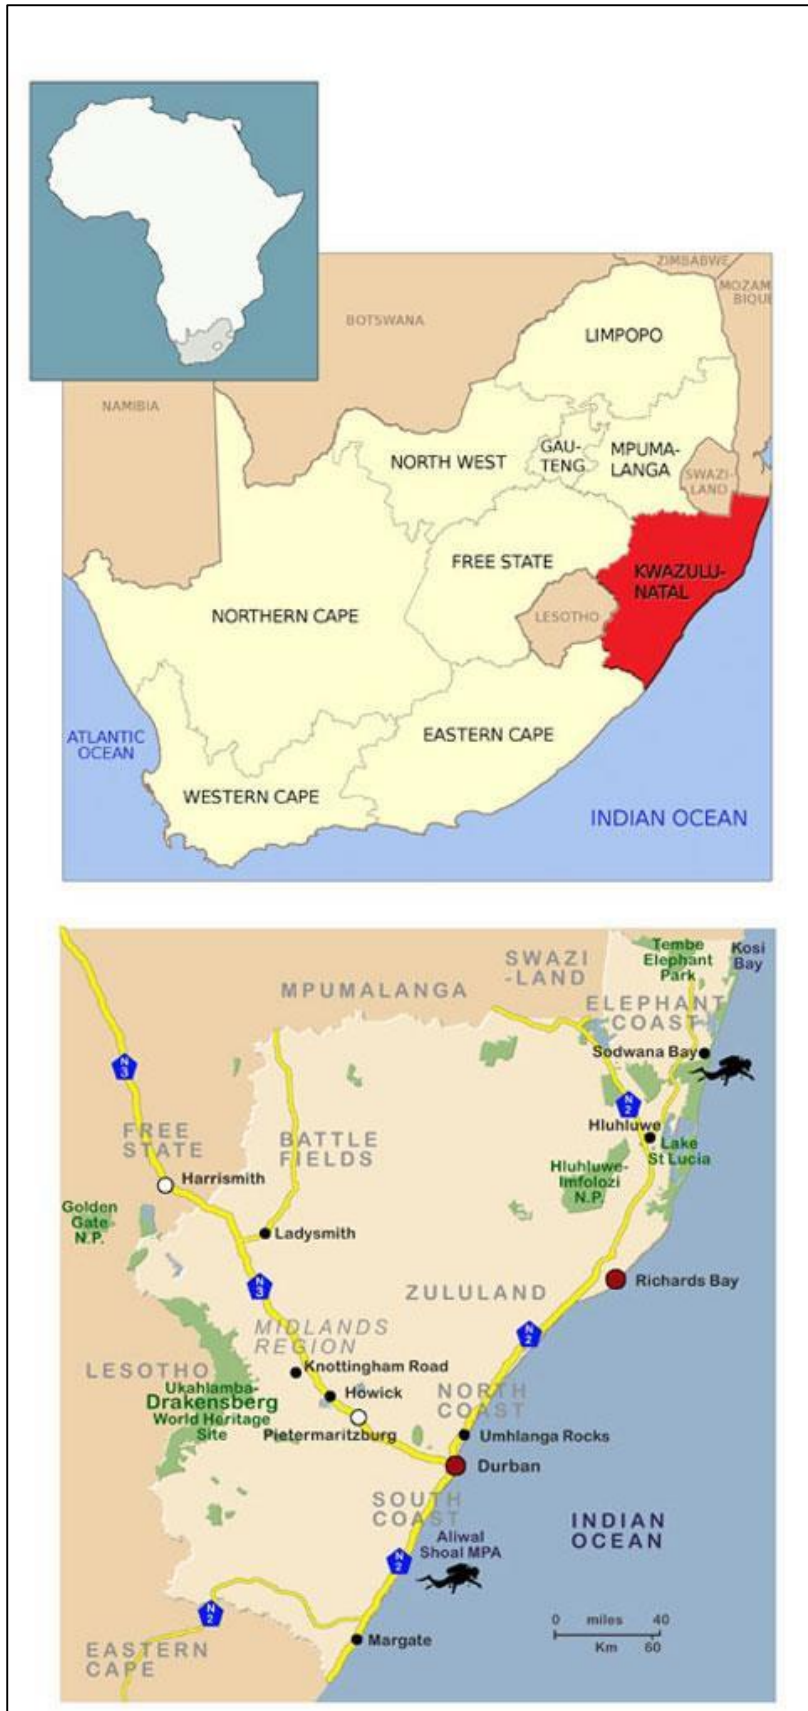 ZIMBABWE
MOZAM
BIQUE
BOTSWANA
LIMPOPO
NAMIBIA
NORTH WEST
GAU-
TENG
MPUMA-
LANGA
SWAZI-
LAND
FREE STATE
KWAZULU-
NATAL
LESOTHO
NORTHERN CAPE
ATLANTIC
OCEAN
EASTERN CAPE
WESTERN CAPE
INDIAN OCEAN
SWAZI
-LAND
Tembe
Elephant
Park
Kosi
Bay
MPUMALANGA
ELEPHANT
COAST
Sodwana Bay
N
3
N
2
FREE
STATE
BATTLE
FIELDS
Hluhluwe
Lake
St Lucia
Harrismith
Hluhluwe-
Imfolozi
N.P.
Golden
Gate
N.P.
Ladysmith
N
3
ZULULAND
Richards Bay
MIDLANDS
REGION
N
2
LESOTHO
Knottingham Road
Ukahlamba-
Drakensberg
World Heritage
Site
Howick
NORTH
COAST
Pietermaritzburg
Umhlanga Rocks
Durban
SOUTH
COAST
INDIAN
OCEAN
Aliwal
Shoal MPA
N
2
N
2
0 miles 40
Km 60
EASTERN
CAPE
Margate